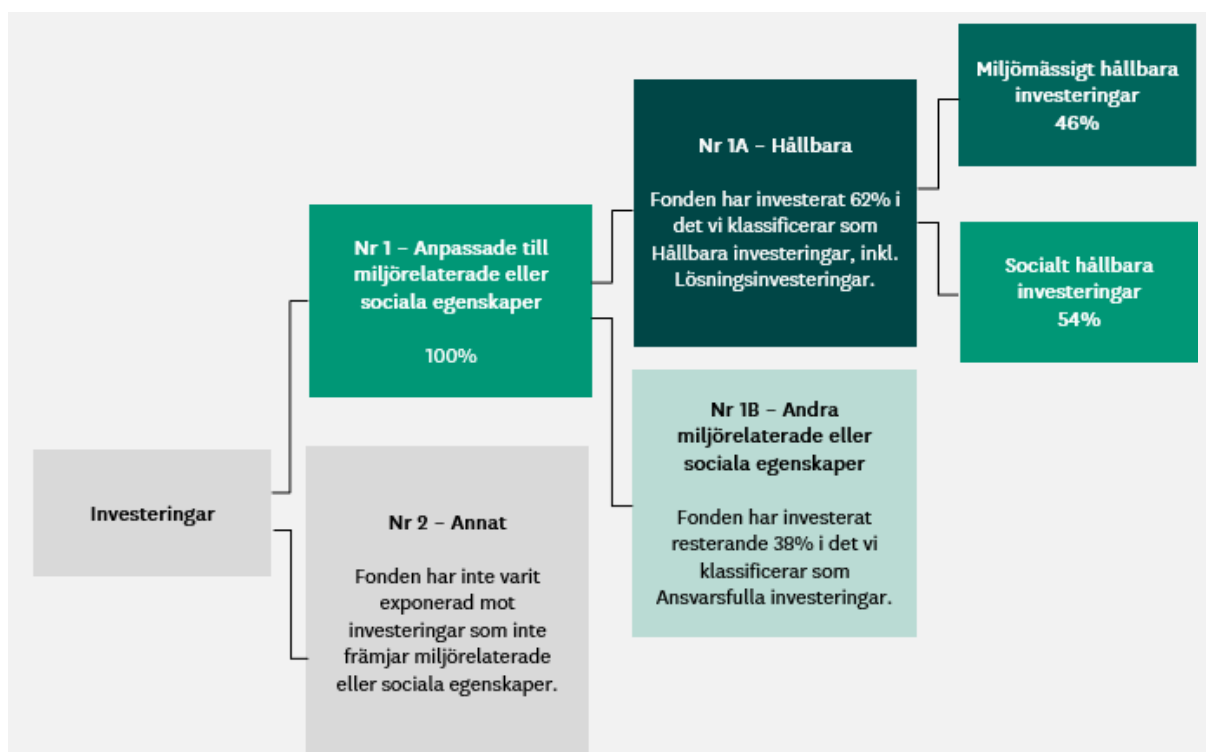 Investeringar
Nr 1 – Anpassade till
miljörelaterade eller
sociala egenskaper
100%
Nr 2 – Annat
Fonden har inte varit
exponerad mot
investeringar som inte
främjar miljörelaterade
eller sociala egenskaper.
Nr 1A – Hållbara
Fonden har investerat 62% i
det vi klassificerar som
Hållbara investeringar, inkl.
Lösningsinvesteringar.
Nr 1B – Andra
miljörelaterade eller
sociala egenskaper
Fonden har investerat
resterande 38% i det vi
klassificerar som
Ansvarsfulla investeringar.
Miljömässigt hållbara
investeringar
46%
Socialt hållbara
investeringar
54%